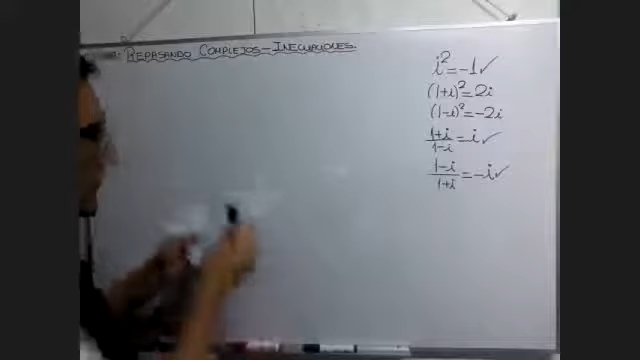 REPASANDO COMPLEJOS - INECUACIONES.
i² = -1 ✓
(1+i)² = 2i
(1-i)² = -2i
1+i/1-i = i ✓
1-i/1+i = -i ✓